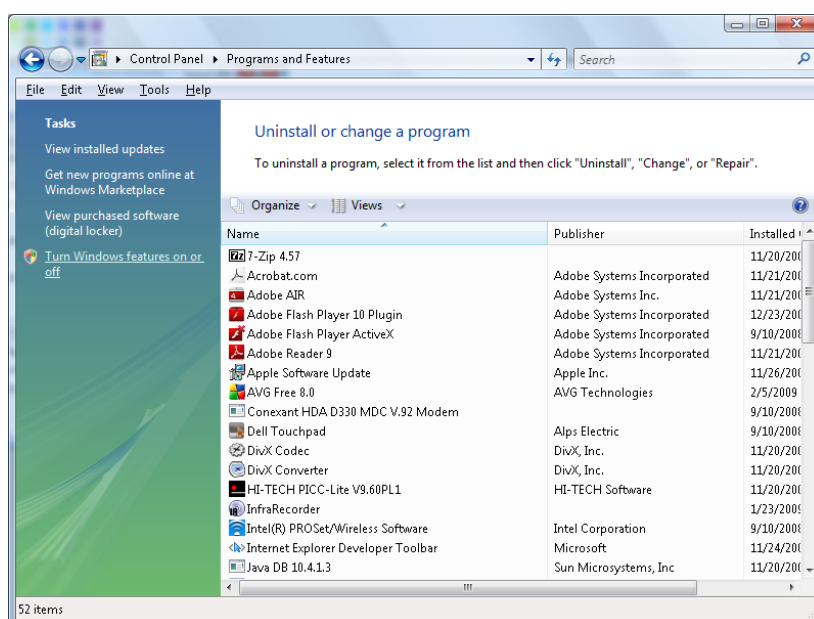 Control Panel Programs and Features
Search
File Edit View Tools Help
Tasks
View installed updates
Get new programs online at
Windows Marketplace
View purchased software
(digital locker)
Turn Windows features on or
off
Uninstall or change a program
To uninstall a program, select it from the list and then click "Uninstall", "Change", or "Repair".
Organize Views
Name Publisher Installed
7-Zip 4.57 11/20/200
Acrobat.com Adobe Systems Incorporated 11/21/200
Adobe AIR Adobe Systems Inc. 11/21/200
Adobe Flash Player 10 Plugin Adobe Systems Incorporated 12/23/200
Adobe Flash Player ActiveX Adobe Systems Incorporated 9/10/2008
Adobe Reader 9 Adobe Systems Incorporated 11/21/200
Apple Software Update Apple Inc. 11/26/200
AVG Free 8.0 AVG Technologies 2/5/2009
Conexant HDA D330 MDC V.92 Modem 9/10/2008
Dell Touchpad Alps Electric 9/10/2008
DivX Codec DivX, Inc. 11/20/200
DivX Converter DivX, Inc. 11/20/200
HI-TECH PICC-Lite V9.60PL1 HI-TECH Software 11/20/200
InfraRecorder 1/23/2009
Intel(R) PROSet/Wireless Software Intel Corporation 9/10/2008
Internet Explorer Developer Toolbar Microsoft 11/24/200
Java DB 10.4.1.3 Sun Microsystems, Inc 11/20/200
52 items